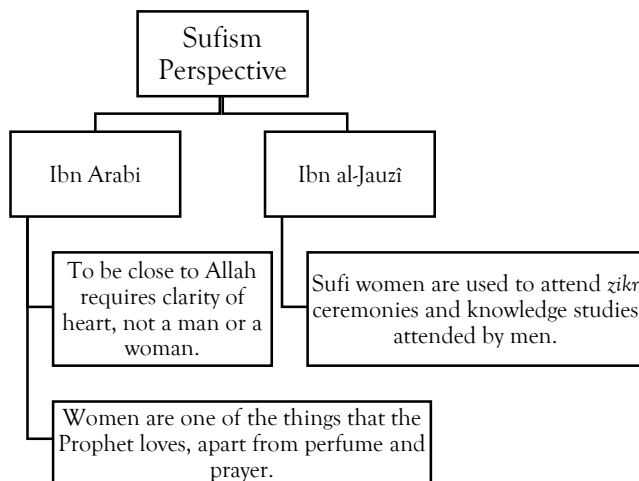 Sufism
Perspective
Ibn Arabi
Ibn al-Jauzî
To be close to Allah
requires clarity of
heart, not a man or a
woman.
Sufi women are used to attend zikr
ceremonies and knowledge studies
attended by men.
Women are one of the things that the
Prophet loves, apart from perfume and
prayer.